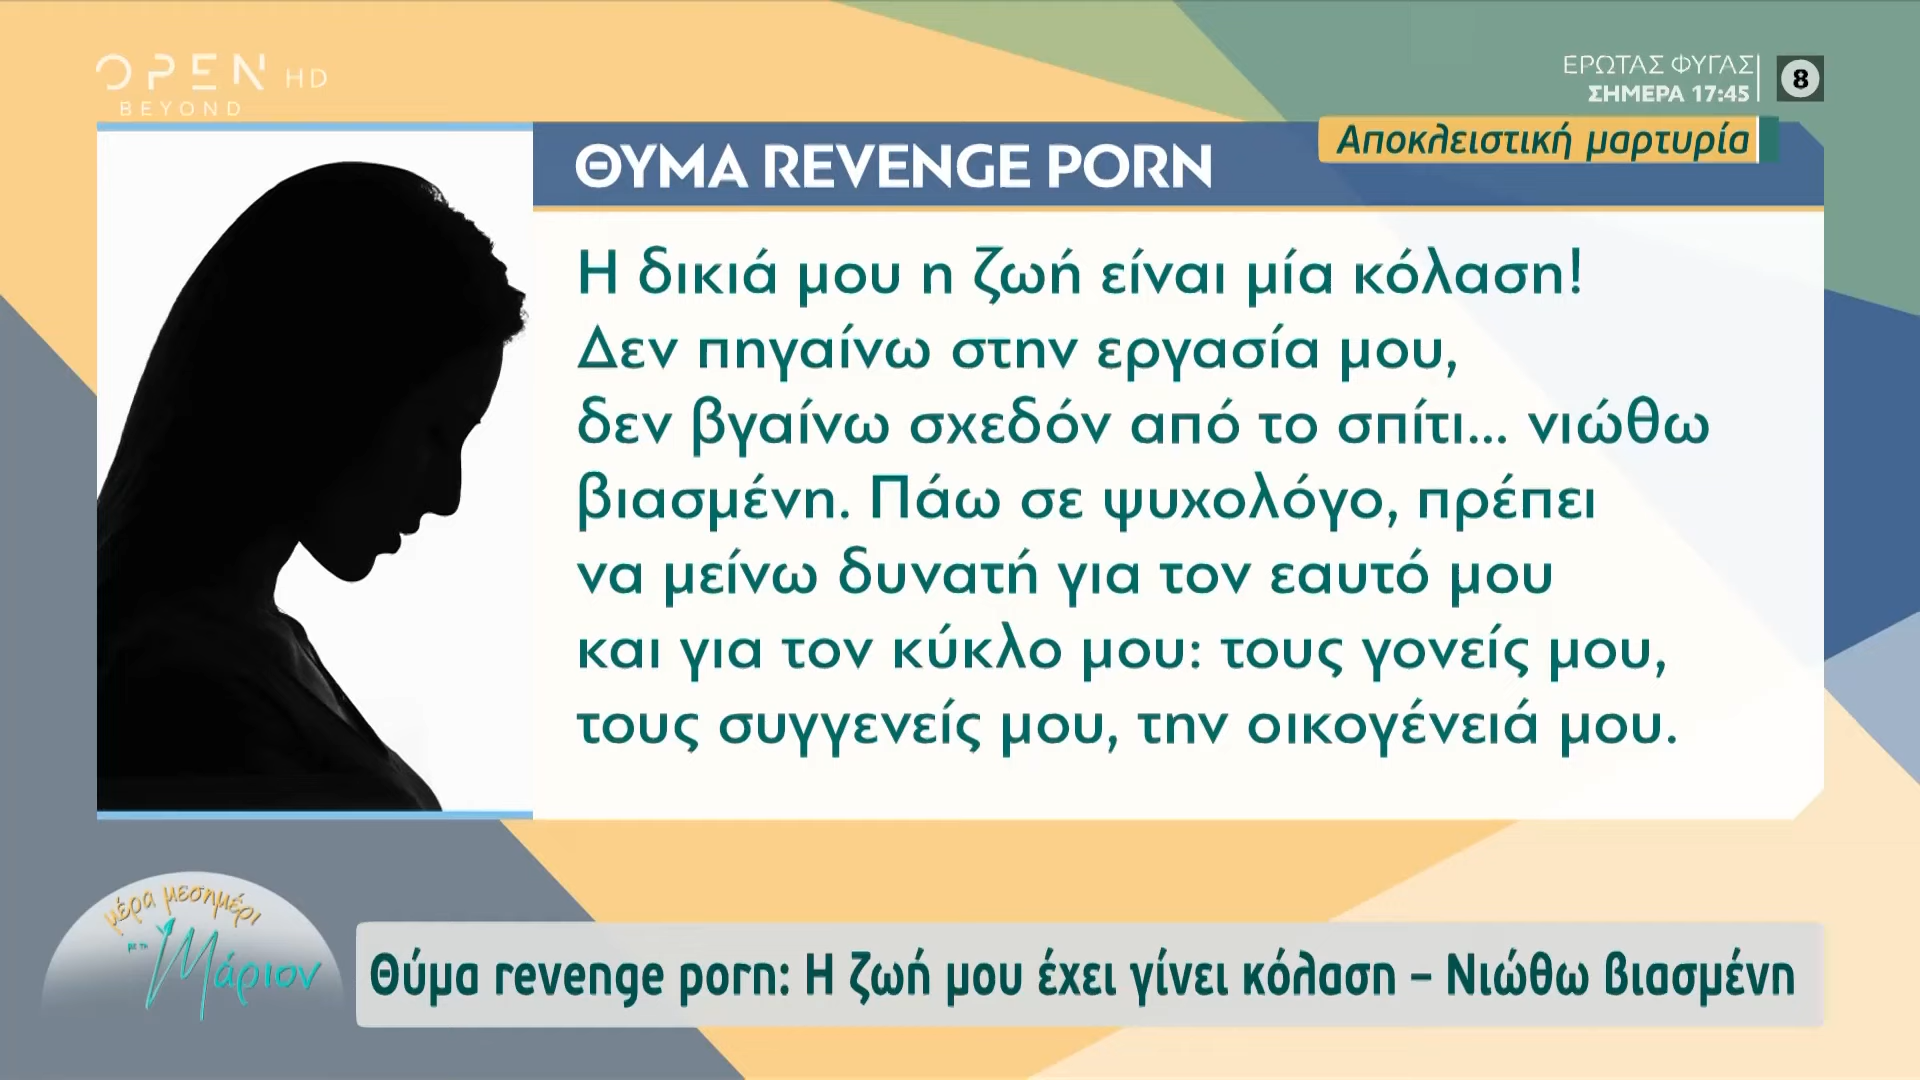 OPEN HD
BEYOND
ΕΡΩΤΑΣ ΦΥΓΑΣ
ΣΗΜΕΡΑ 17:45
8
Αποκλειστική μαρτυρία
ΘΥΜΑ REVENGE PORN
Η δικιά μου η ζωή είναι μία κόλαση!
Δεν πηγαίνω στην εργασία μου,
δεν βγαίνω σχεδόν από το σπίτι... νιώθω
βιασμένη. Πάω σε ψυχολόγο, πρέπει
να μείνω δυνατή για τον εαυτό μου
και για τον κύκλο μου: τους γονείς μου,
τους συγγενείς μου, την οικογένειά μου.
μέρα μεσημέρι
με τη
Μάριον
Θύμα revenge porn: Η ζωή μου έχει γίνει κόλαση – Νιώθω βιασμένη